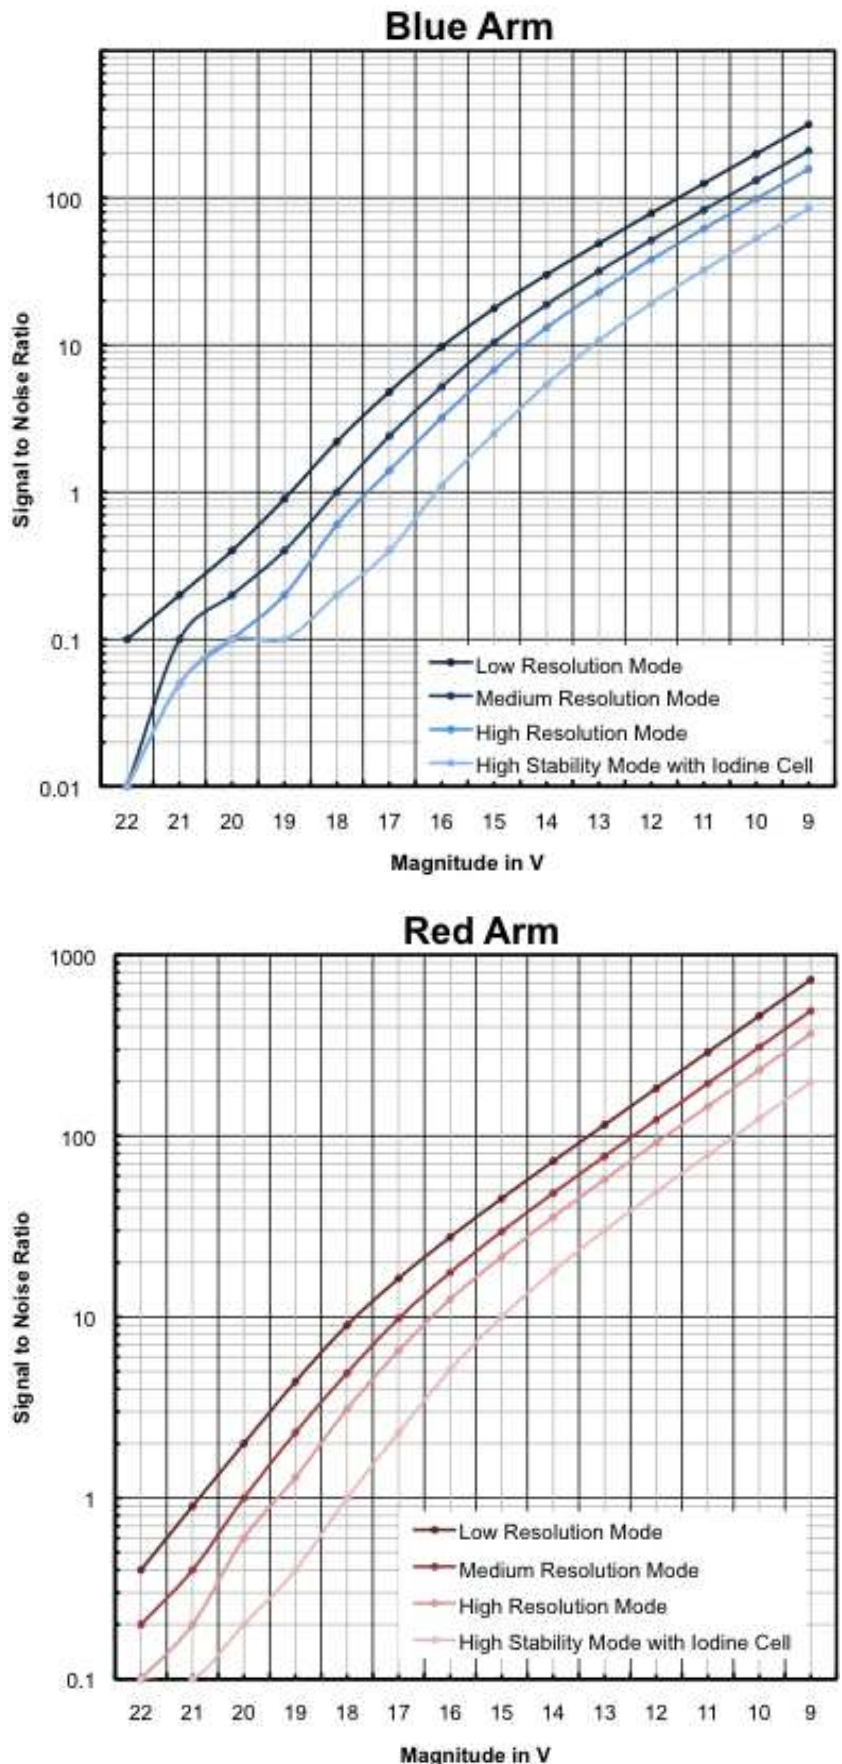 Blue Arm
100
10
1
0.1
0.01
Signal to Noise Ratio
Low Resolution Mode
Medium Resolution Mode
High Resolution Mode
High Stability Mode with Iodine Cell
22 21 20 19 18 17 16 15 14 13 12 11 10 9
Magnitude in V
Red Arm
1000
100
10
1
0.1
Signal to Noise Ratio
Low Resolution Mode
Medium Resolution Mode
High Resolution Mode
High Stability Mode with Iodine Cell
22 21 20 19 18 17 16 15 14 13 12 11 10 9
Magnitude in V